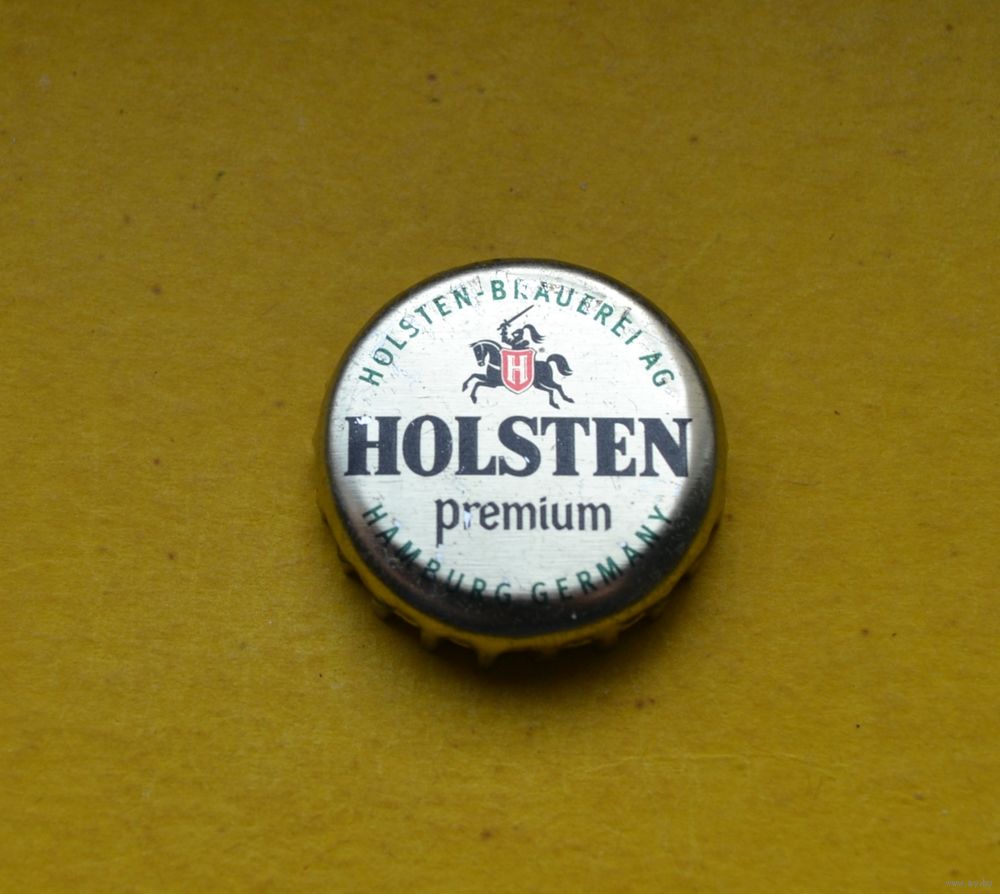 HOLSTEN-BRAUEREI AG
H
HOLSTEN
premium
HAMBURG GERMANY